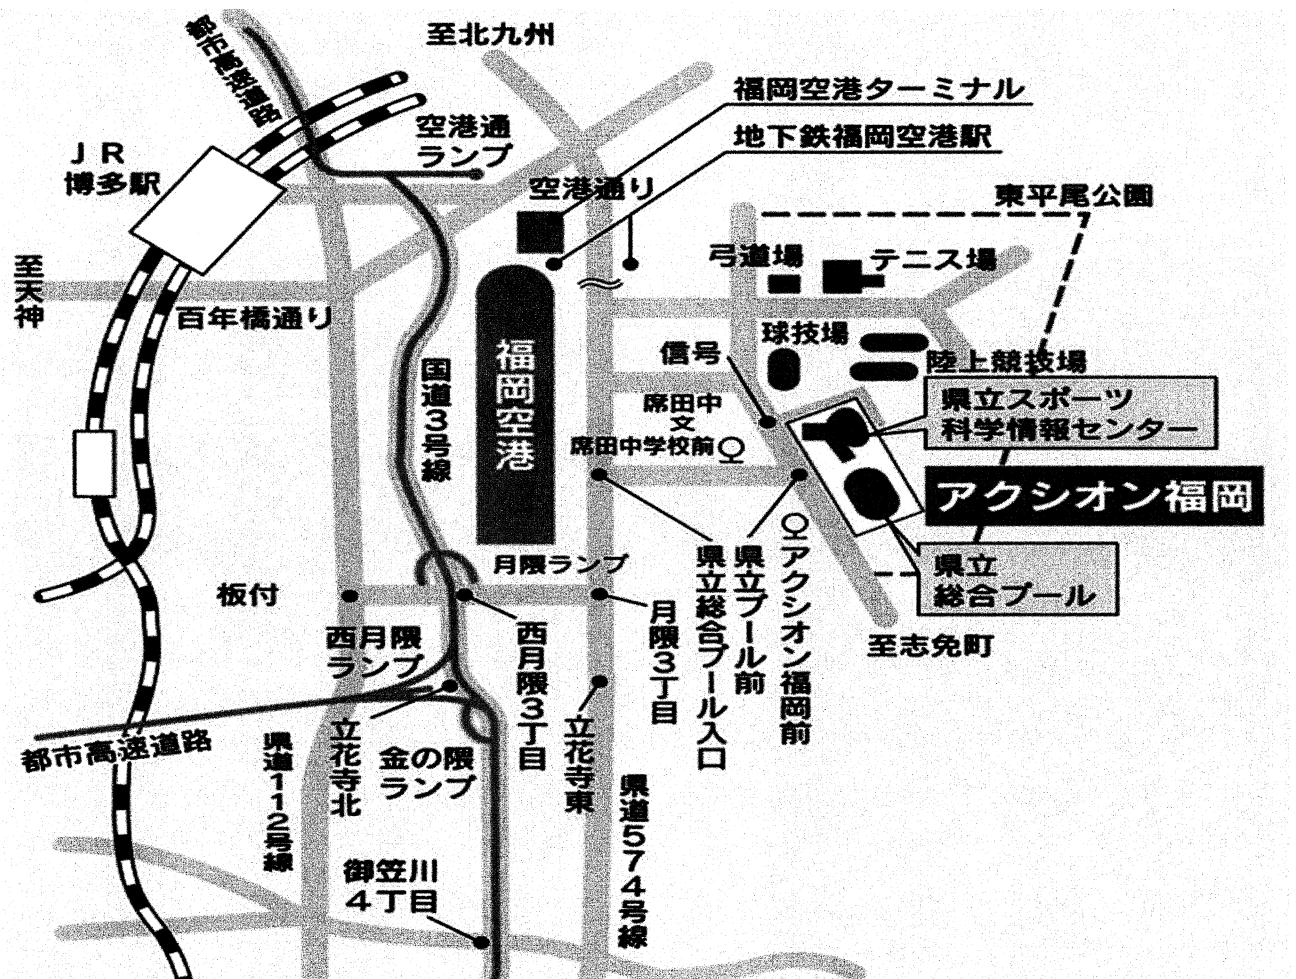 至北九州
都市高速道路
福岡空港ターミナル
空港通
ランプ
地下鉄福岡空港駅
ＪＲ
博多駅
空港通り
東平尾公園
至天神
弓道場
テニス場
百年橋通り
球技場
信号
陸上競技場
福岡空港
国道３号線
席田中
文
県立スポーツ
科学情報センター
席田中学校前
アクシオン福岡
月隈ランプ
県立
総合プール
板付
西月隈
ランプ
西月隈３丁目
月隈３丁目
県立総合プール入口
県立プール前
アクシオン福岡前
至志免町
都市高速道路
県道１１２号線
立花寺北
金の隈
ランプ
立花寺東
県道５７４号線
御笠川
４丁目